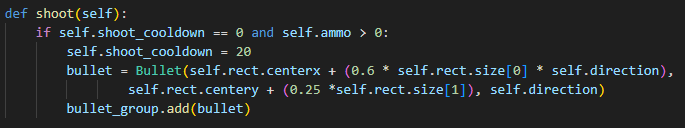 def shoot(self):
    if self.shoot_cooldown == 0 and self.ammo > 0:
        self.shoot_cooldown = 20
        bullet = Bullet(self.rect.centerx + (0.6 * self.rect.size[0] * self.direction),
                self.rect.centery + (0.25 *self.rect.size[1]), self.direction)
        bullet_group.add(bullet)